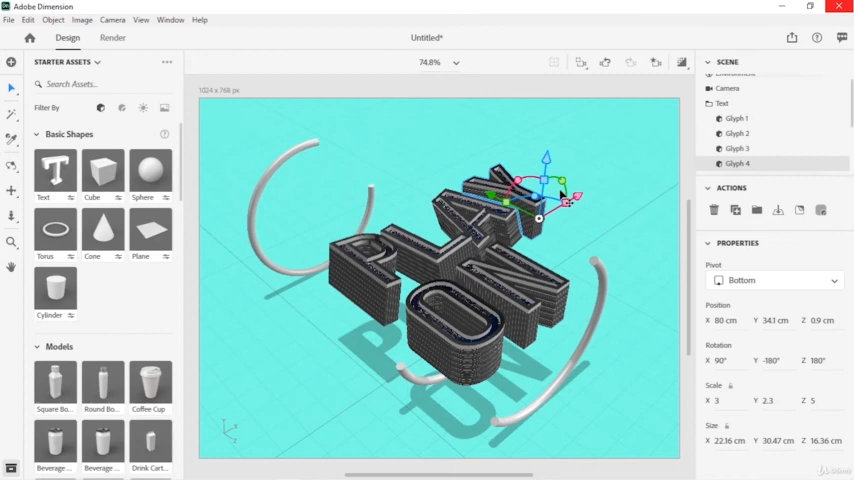 Dn Adobe Dimension
File Edit Object Image Camera View Window Help
Design Render Untitled*
STARTER ASSETS 74.8% SCENE
1024 x 768 px
Camera
Search Assets... Text
Glyph 1
Filter By Glyph 2
Basic Shapes Glyph 3
Glyph 4
ACTIONS
Text Cube Sphere
PROPERTIES
Pivot
Bottom
Torus Cone Plane
Position
X 80 cm Y 34.1 cm Z 0.9 cm
Cylinder
Rotation
Models X 90° Y -180° Z 180°
Scale
X 3 Y 2.3 Z 5
Square Bo... Round Bo... Coffee Cup
Size
X 22.16 cm Y 30.47 cm Z 16.36 cm
Beverage ... Beverage ... Drink Cart...
Udemy